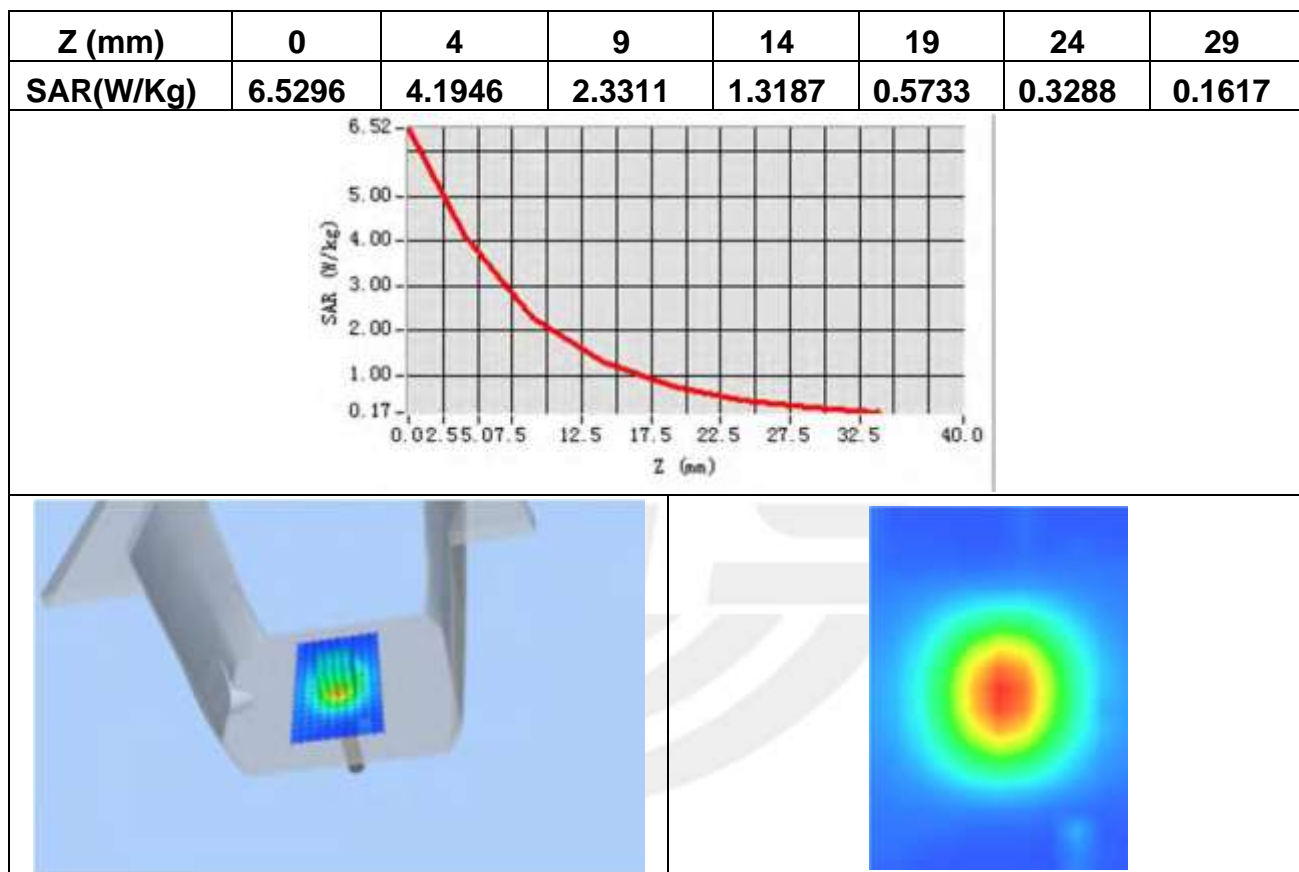 Z (mm) 0 4 9 14 19 24 29
SAR(W/Kg) 6.5296 4.1946 2.3311 1.3187 0.5733 0.3288 0.1617
6.52
5.00
4.00
3.00
2.00
1.00
0.17
SAR (W/kg)
0.0 2.5 5.0 7.5 12.5 17.5 22.5 27.5 32.5 40.0
Z (mm)